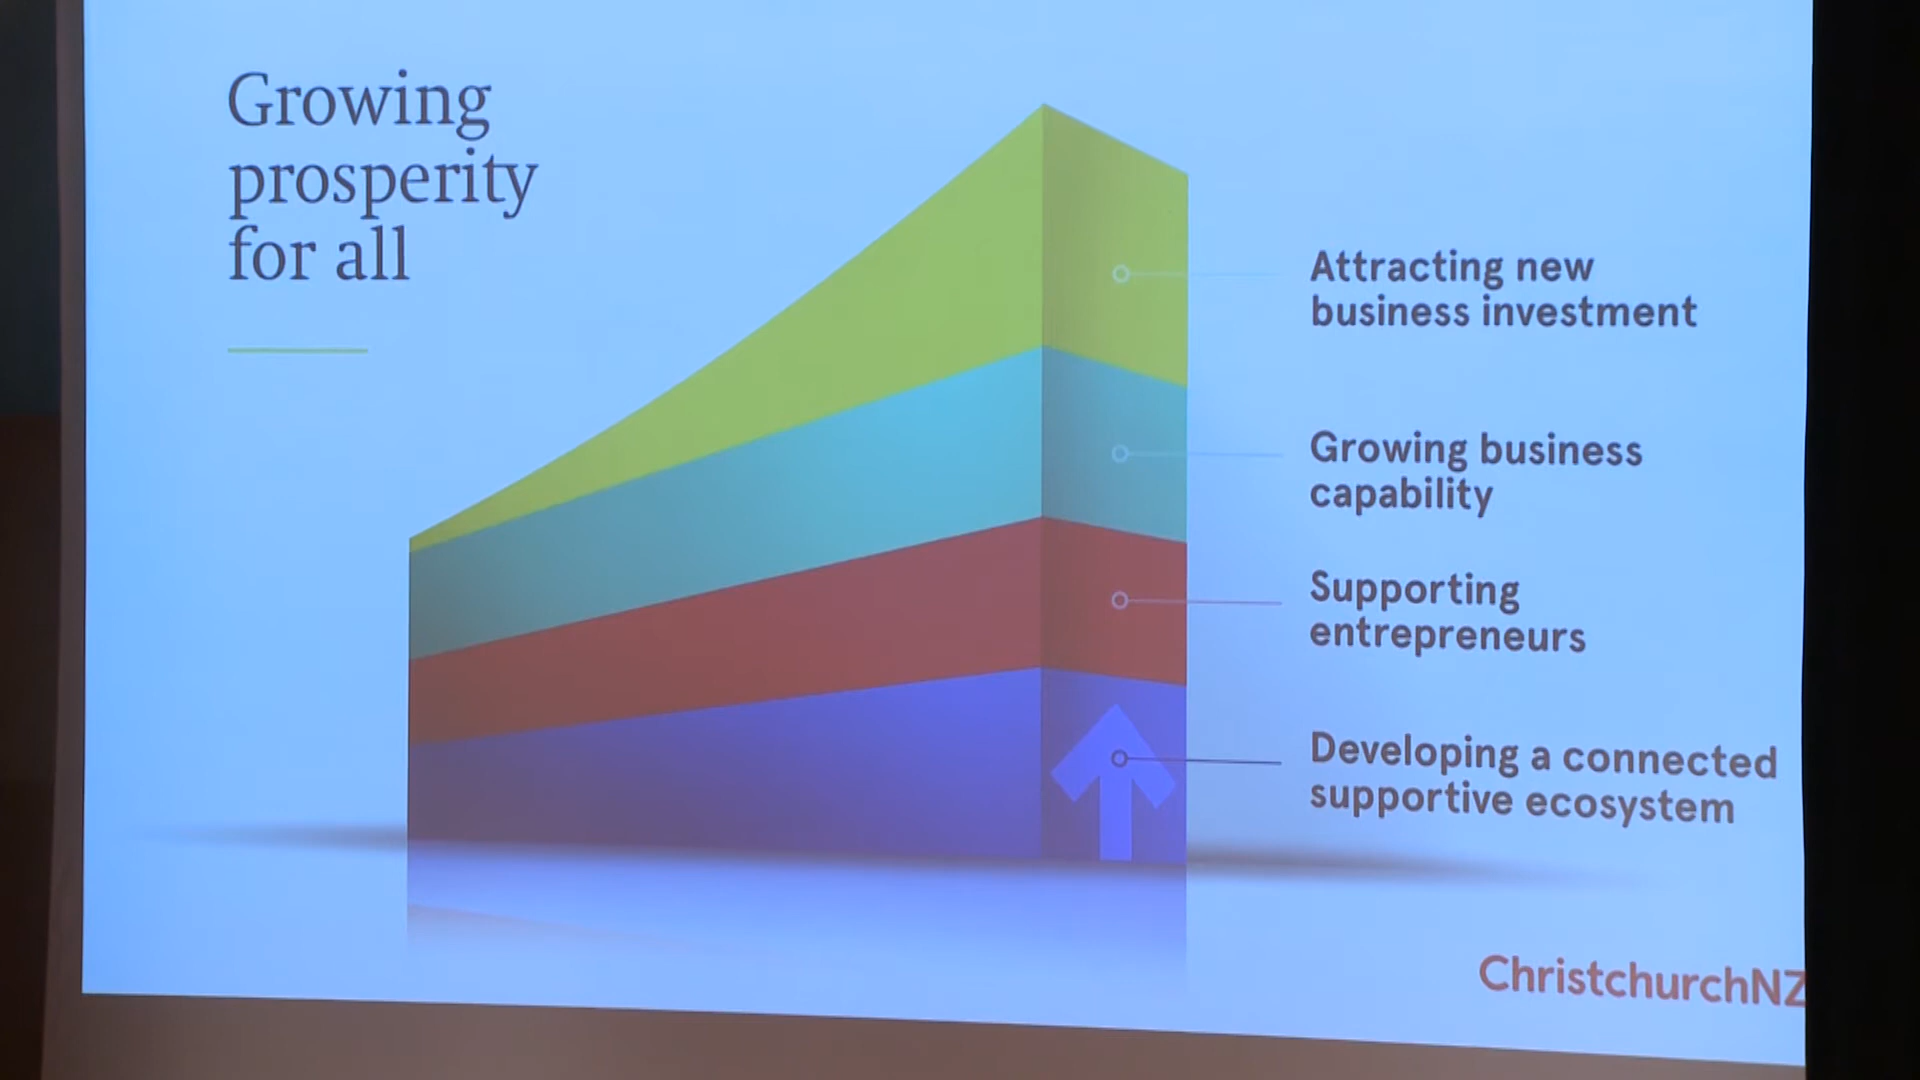 Growing
prosperity
for all
Attracting new
business investment
Growing business
capability
Supporting
entrepreneurs
Developing a connected
supportive ecosystem
ChristchurchNZ